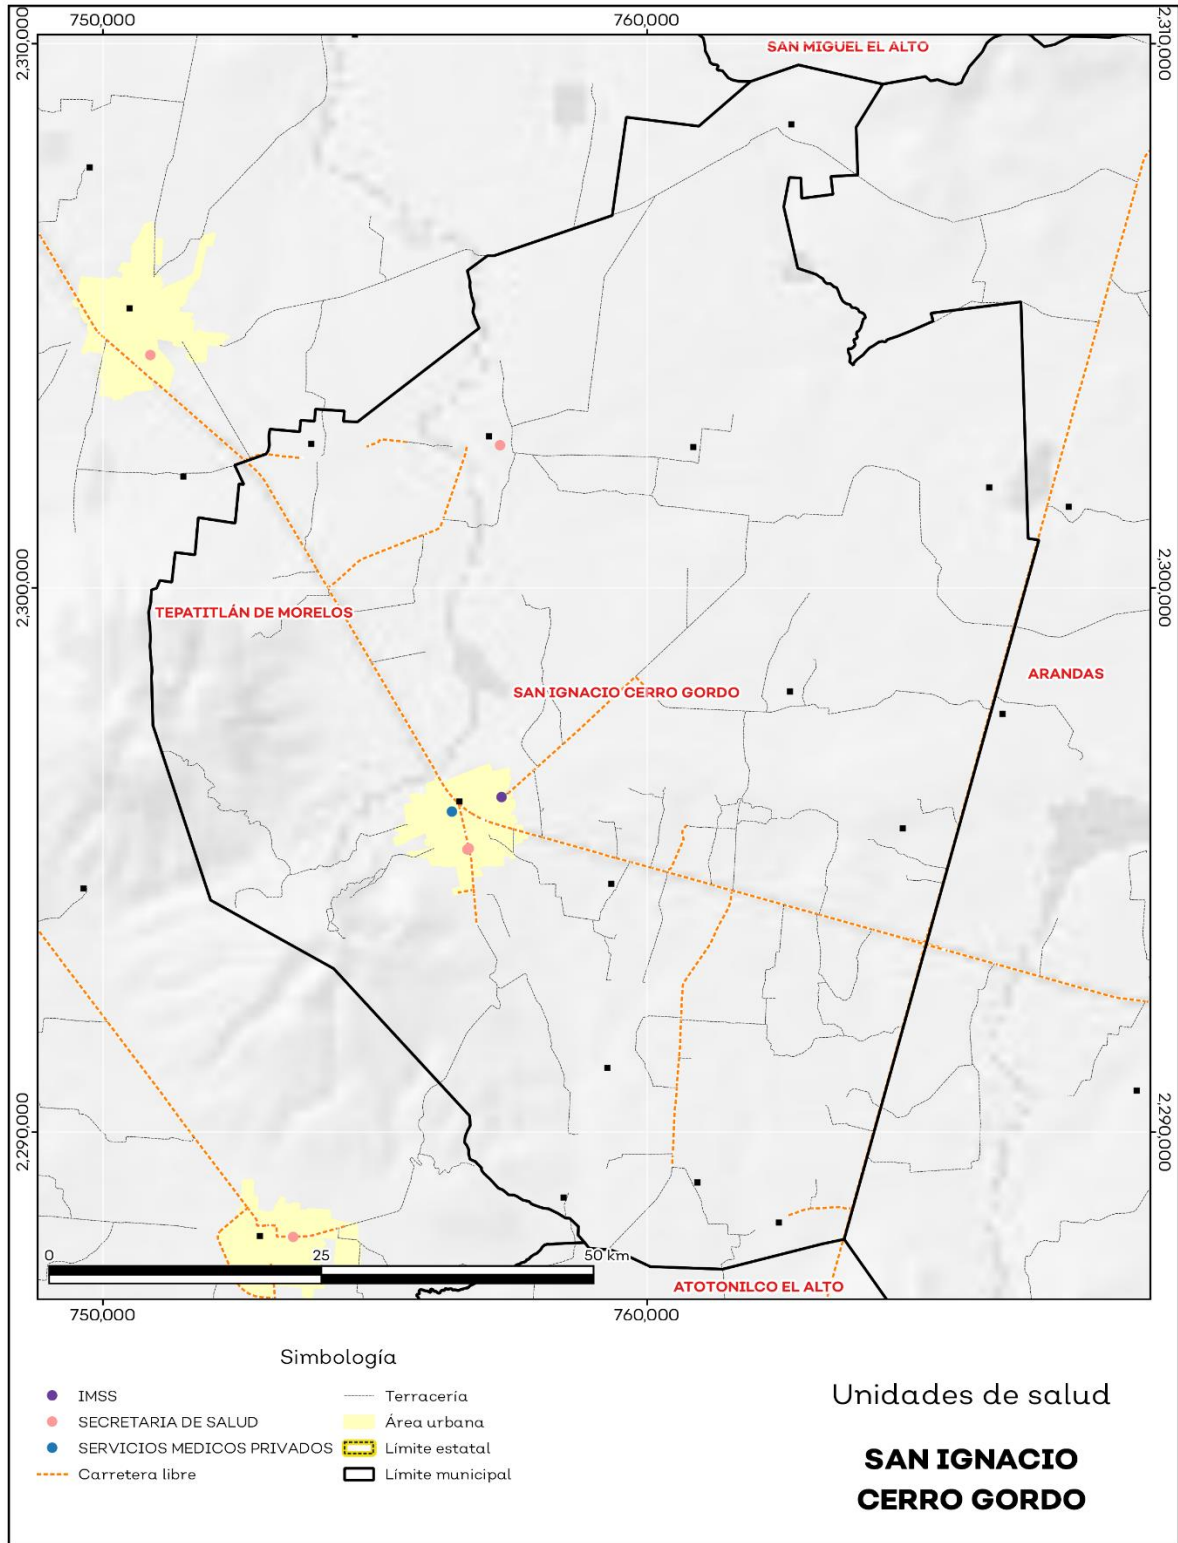 750,000
760,000
2,310,000
2,310,000
SAN MIGUEL EL ALTO
2,300,000
2,300,000
TEPATITLÁN DE MORELOS
ARANDAS
SAN IGNACIO CERRO GORDO
2,290,000
2,290,000
0
25
50 km
ATOTONILCO EL ALTO
750,000
760,000
Simbología
IMSS
SECRETARIA DE SALUD
SERVICIOS MEDICOS PRIVADOS
Carretera libre
Terracería
Área urbana
Límite estatal
Límite municipal
Unidades de salud
SAN IGNACIO
CERRO GORDO